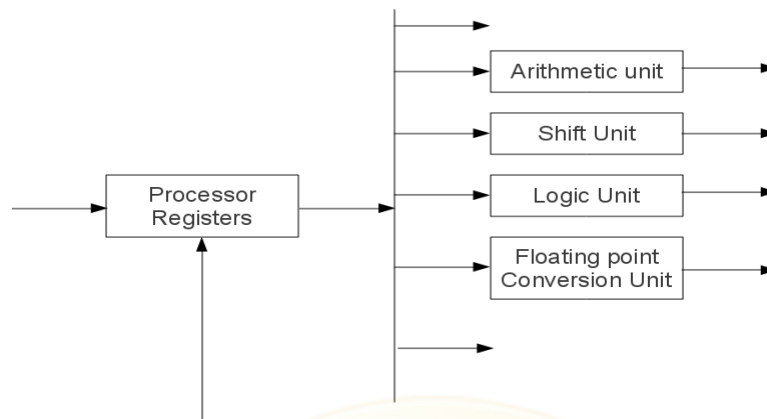 Arithmetic unit
Shift Unit
Processor
Registers
Logic Unit
Floating point
Conversion Unit